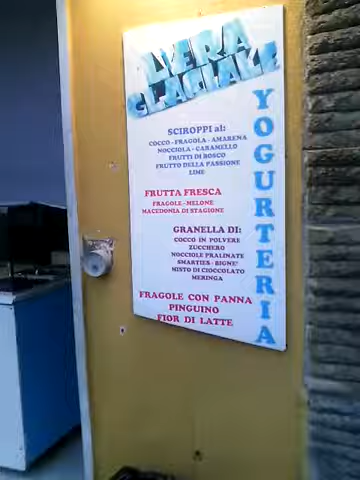 L'ERA
GLACIALE
YOGURTERIA
SCIROPPI al:
COCCO - FRAGOLA - AMARENA
NOCCIOLA - CARAMELLO
FRUTTI DI BOSCO
FRUTTO DELLA PASSIONE
LIME
FRUTTA FRESCA
FRAGOLE - MELONE
MACEDONIA DI STAGIONE
GRANELLA DI:
COCCO IN POLVERE
ZUCCHERO
NOCCIOLE PRALINATE
SMARTIES - BIGNE'
MISTO DI CIOCCOLATO
MERINGA
FRAGOLE CON PANNA
PINGUINO
FIOR DI LATTE